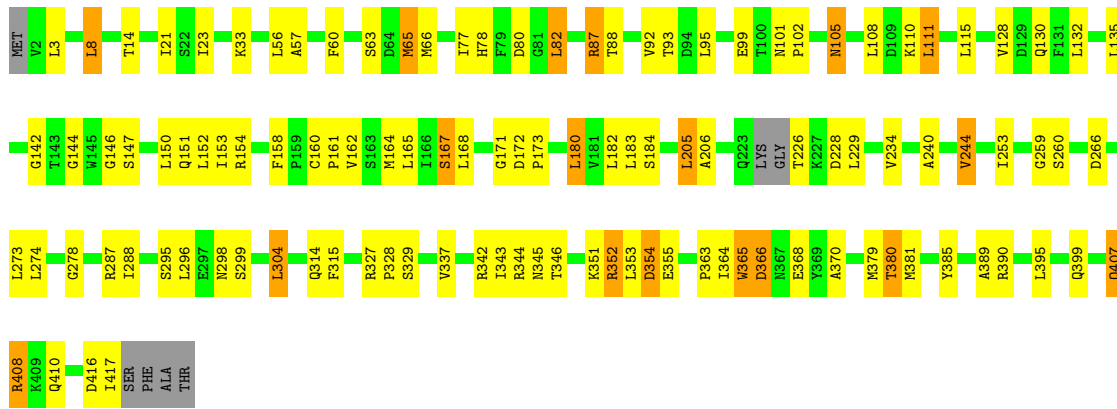 MET V2 L3 L8 T14 I21 S22 I23 K33 L56 A57 F60 S63 D64 M65 M66 I77 H78 F79 D80 G81 L82 R87 T88 V92 T93 D94 L95 E99 T100 N101 P102 N105 L108 D109 K110 L111 L115 V128 D129 Q130 F131 L132 L135
G142 T143 G144 W145 G146 S147 L150 Q151 L152 I153 R154 F158 P159 C160 P161 V162 S163 M164 L165 I166 S167 L168 G171 D172 P173 L180 V181 L182 L183 S184 L205 A206 Q223 LYS GLY T226 K227 D228 L229 V234 A240 V244 I253 G259 S260 D266
L273 L274 G278 R287 I288 S295 L296 E297 N298 S299 L304 Q314 F315 R327 P328 S329 V337 R342 I343 R344 N345 T346 K351 R352 L353 D354 E355 P363 I364 W365 D366 N367 E368 Y369 A370 M379 T380 M381 Y385 A389 R390 L395 Q399 Q407
R408 K409 Q410 D416 I417 SER PHE ALA THR